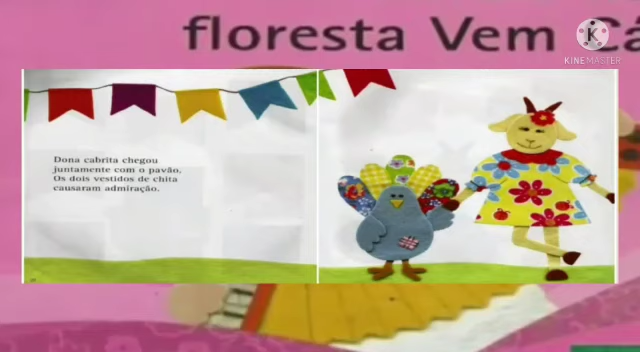 floresta Vem Cá
KINEMASTER
Dona cabrita chegou
juntamente com o pavão.
Os dois vestidos de chita
causaram admiração.